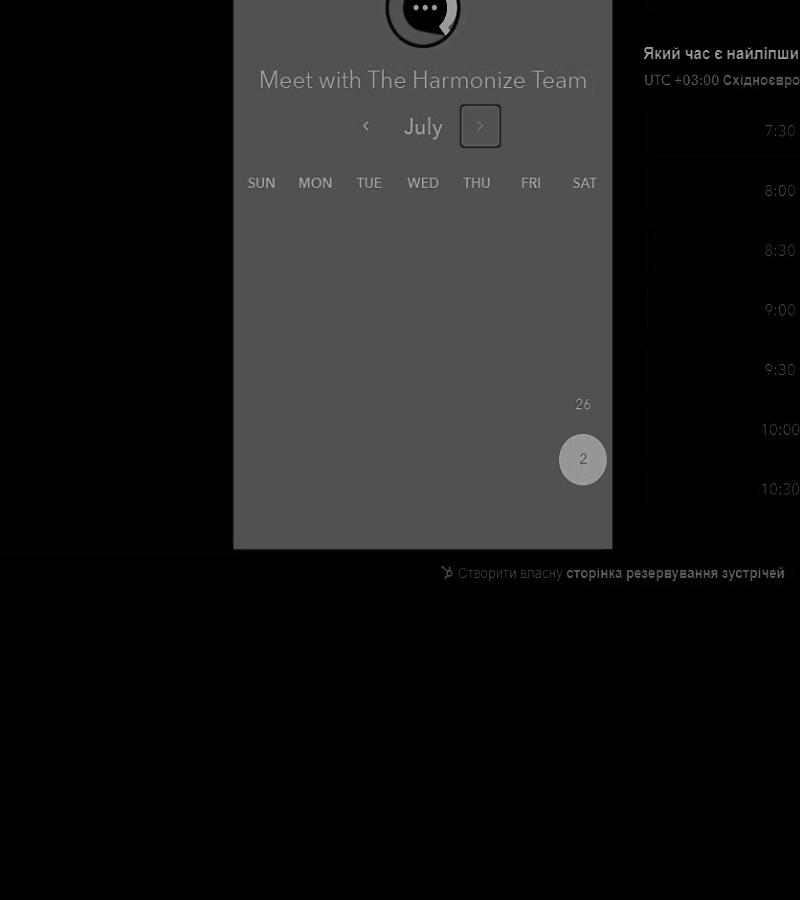 Meet with The Harmonize Team
July
SUN MON TUE WED THU FRI SAT
26
2
Який час є найліпши
UTC +03:00 Східноєвро
7:30
8:00
8:30
9:00
9:30
10:00
10:30
Створити власну сторінка резервування зустрічей